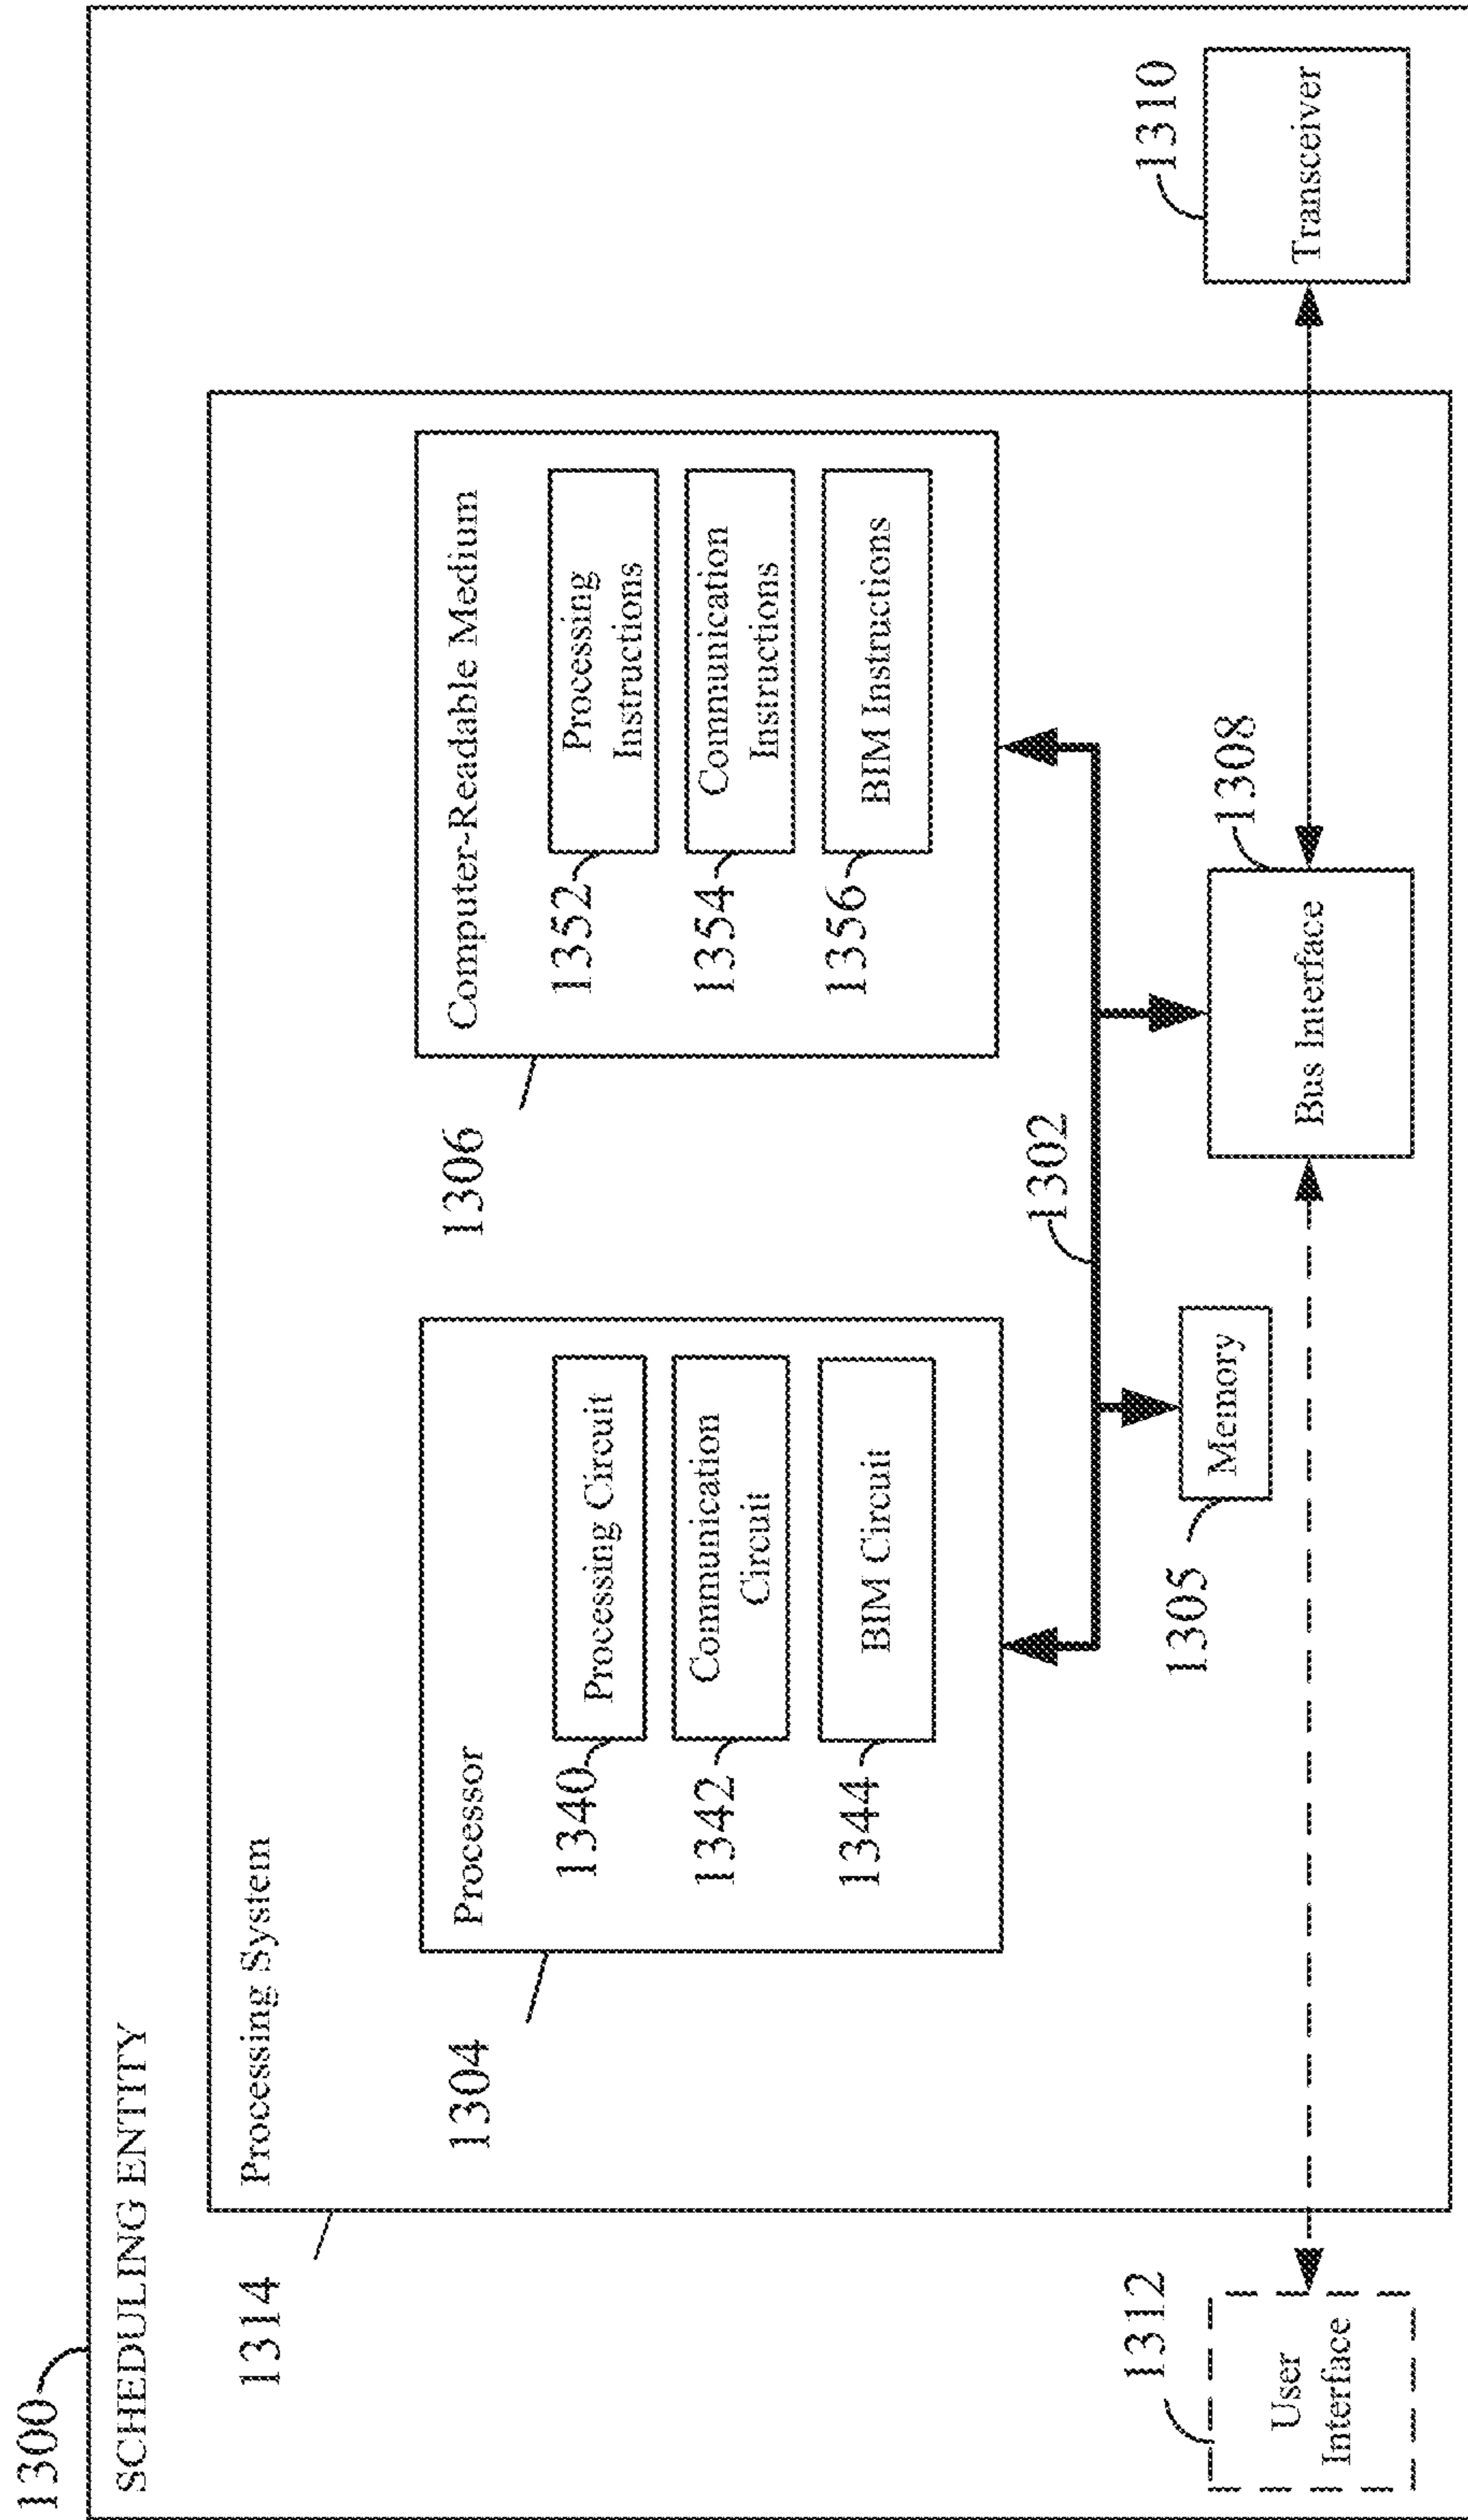 1300
SCHEDULING ENTITY
1314
Processing System
1304
Processor
1340
Processing Circuit
1342
Communication
Circuit
1344
BIM Circuit
1306
Computer-Readable Medium
1352
Processing
Instructions
1354
Communication
Instructions
1356
BIM Instructions
1302
1305
Memory
1308
Bus Interface
1312
User
Interface
1310
Transceiver